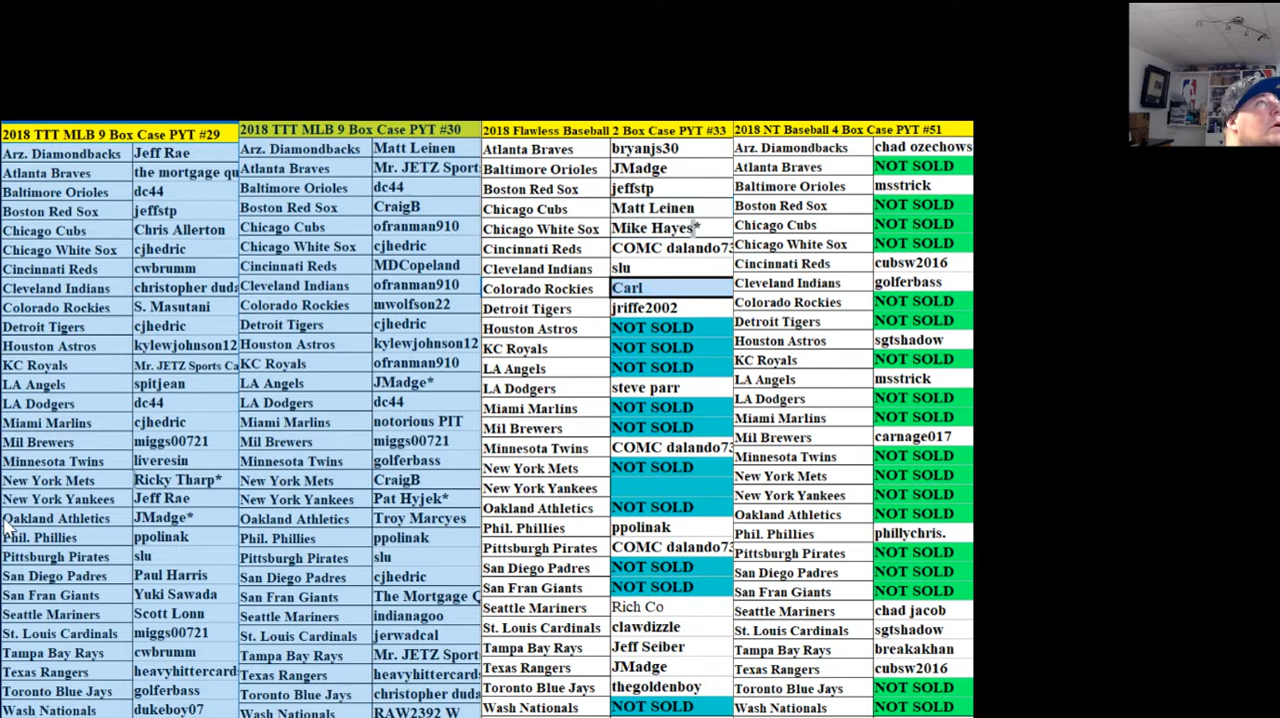 2018 TTT MLB 9 Box Case PYT #29
Arz. Diamondbacks Jeff Rae
Atlanta Braves the mortgage qu
Baltimore Orioles dc44
Boston Red Sox jeffstp
Chicago Cubs Chris Allerton
Chicago White Sox cjhedric
Cincinnati Reds cwbrumm
Cleveland Indians christopher duda
Colorado Rockies S. Masutani
Detroit Tigers cjhedric
Houston Astros kylewjohnson12
KC Royals Mr. JETZ Sports Ca
LA Angels spitjean
LA Dodgers dc44
Miami Marlins cjhedric
Mil Brewers miggs00721
Minnesota Twins liveresin
New York Mets Ricky Tharp*
New York Yankees Jeff Rae
Oakland Athletics JMadge*
Phil. Phillies ppolinak
Pittsburgh Pirates slu
San Diego Padres Paul Harris
San Fran Giants Yuki Sawada
Seattle Mariners Scott Lonn
St. Louis Cardinals miggs00721
Tampa Bay Rays cwbrumm
Texas Rangers heavyhittercard
Toronto Blue Jays golferbass
Wash Nationals dukeboy07
2018 TTT MLB 9 Box Case PYT #30
Arz. Diamondbacks Matt Leinen
Atlanta Braves Mr. JETZ Sport
Baltimore Orioles dc44
Boston Red Sox CraigB
Chicago Cubs ofranman910
Chicago White Sox cjhedric
Cincinnati Reds MDCopeland
Cleveland Indians ofranman910
Colorado Rockies mwolfson22
Detroit Tigers cjhedric
Houston Astros kylewjohnson12
KC Royals ofranman910
LA Angels JMadge*
LA Dodgers dc44
Miami Marlins notorious PIT
Mil Brewers miggs00721
Minnesota Twins golferbass
New York Mets CraigB
New York Yankees Pat Hyjek*
Oakland Athletics Troy Marcyes
Phil. Phillies ppolinak
Pittsburgh Pirates slu
San Diego Padres cjhedric
San Fran Giants The Mortgage Q
Seattle Mariners indianagoo
St. Louis Cardinals jerwadcal
Tampa Bay Rays Mr. JETZ Sport
Texas Rangers heavyhittercard
Toronto Blue Jays christopher duda
Wash Nationals RAW2392 W
2018 Flawless Baseball 2 Box Case PYT #33
Atlanta Braves bryanjs30
Baltimore Orioles JMadge
Boston Red Sox jeffstp
Chicago Cubs Matt Leinen
Chicago White Sox Mike Hayes*
Cincinnati Reds COMC dalando73
Cleveland Indians slu
Colorado Rockies Carl
Detroit Tigers jriffe2002
Houston Astros NOT SOLD
KC Royals NOT SOLD
LA Angels NOT SOLD
LA Dodgers steve parr
Miami Marlins NOT SOLD
Mil Brewers NOT SOLD
Minnesota Twins COMC dalando73
New York Mets NOT SOLD
New York Yankees
Oakland Athletics NOT SOLD
Phil. Phillies ppolinak
Pittsburgh Pirates COMC dalando73
San Diego Padres NOT SOLD
San Fran Giants NOT SOLD
Seattle Mariners Rich Co
St. Louis Cardinals clawdizzle
Tampa Bay Rays Jeff Seiber
Texas Rangers JMadge
Toronto Blue Jays thegoldenboy
Wash Nationals NOT SOLD
2018 NT Baseball 4 Box Case PYT #51
Arz. Diamondbacks chad ozechows
Atlanta Braves NOT SOLD
Baltimore Orioles msstrick
Boston Red Sox NOT SOLD
Chicago Cubs NOT SOLD
Chicago White Sox NOT SOLD
Cincinnati Reds cubsw2016
Cleveland Indians golferbass
Colorado Rockies NOT SOLD
Detroit Tigers NOT SOLD
Houston Astros sgtshadow
KC Royals NOT SOLD
LA Angels msstrick
LA Dodgers NOT SOLD
Miami Marlins NOT SOLD
Mil Brewers carnage017
Minnesota Twins NOT SOLD
New York Mets NOT SOLD
New York Yankees NOT SOLD
Oakland Athletics NOT SOLD
Phil. Phillies phillychris.
Pittsburgh Pirates NOT SOLD
San Diego Padres NOT SOLD
San Fran Giants NOT SOLD
Seattle Mariners chad jacob
St. Louis Cardinals sgtshadow
Tampa Bay Rays breakakhan
Texas Rangers cubsw2016
Toronto Blue Jays NOT SOLD
Wash Nationals NOT SOLD